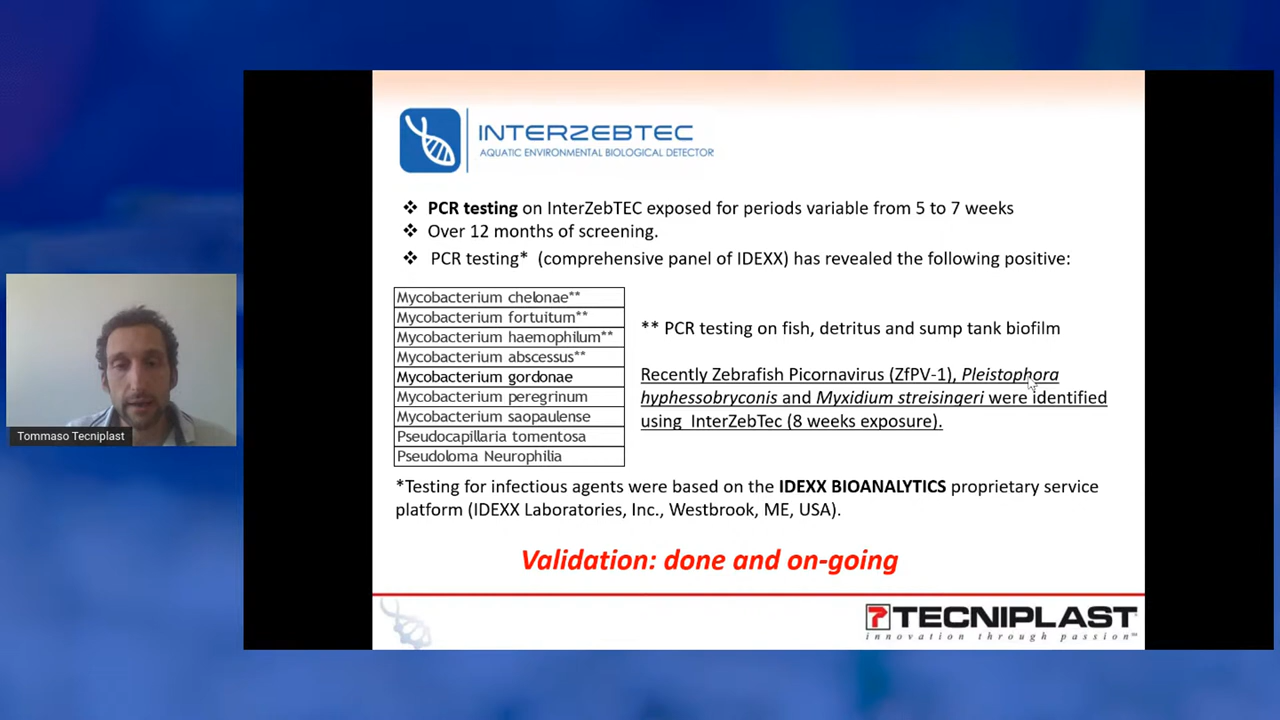 INTERZEBTEC
AQUATIC ENVIRONMENTAL BIOLOGICAL DETECTOR
❖ PCR testing on InterZebTEC exposed for periods variable from 5 to 7 weeks
❖ Over 12 months of screening.
❖ PCR testing* (comprehensive panel of IDEXX) has revealed the following positive:
Mycobacterium chelonae**
Mycobacterium fortuitum**
Mycobacterium haemophilum**
Mycobacterium abscessus**
Mycobacterium gordonae
Mycobacterium peregrinum
Mycobacterium saopaulense
Pseudocapillaria tomentosa
Pseudoloma Neurophilia
** PCR testing on fish, detritus and sump tank biofilm
Recently Zebrafish Picornavirus (ZfPV-1), Pleistophora
hyphessobryconis and Myxidium streisingeri were identified
using InterZebTec (8 weeks exposure).
*Testing for infectious agents were based on the IDEXX BIOANALYTICS proprietary service
platform (IDEXX Laboratories, Inc., Westbrook, ME, USA).
Validation: done and on-going
TECNIPLAST
innovation through passion
Tommaso Tecniplast